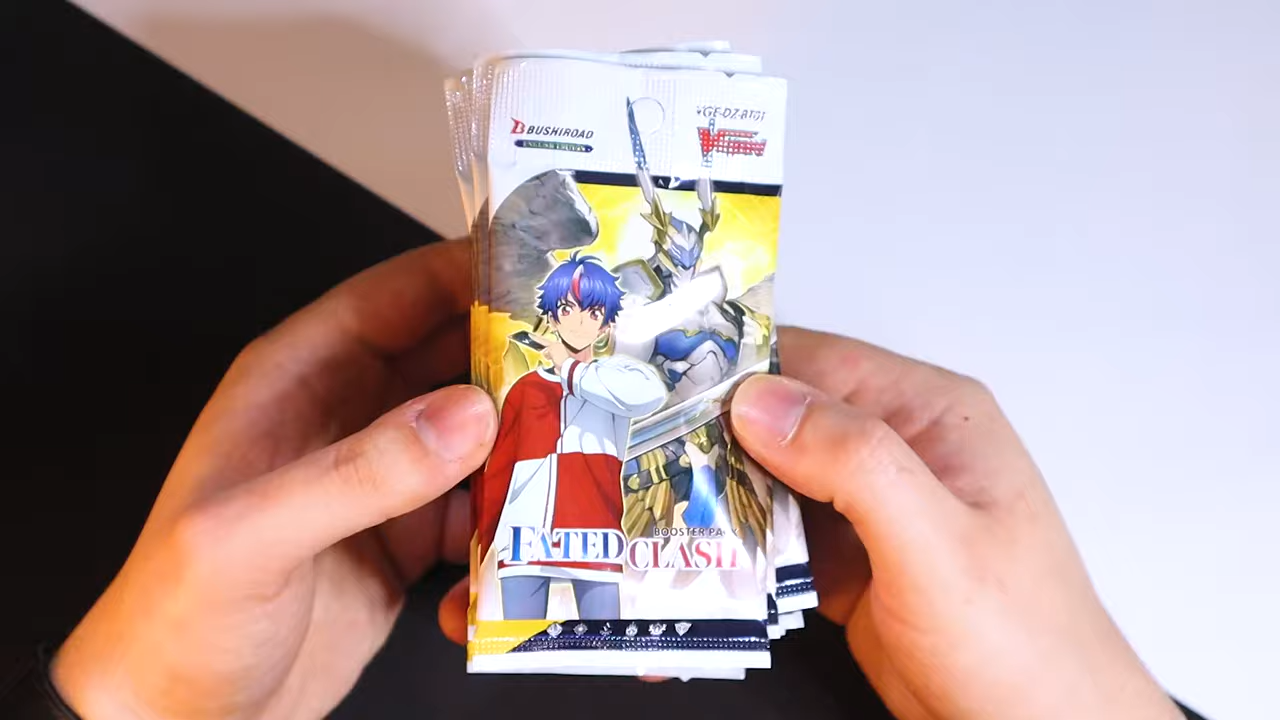 BUSHIROAD
ENGLISH EDITION
VGE-DZ-BT01
BOOSTER PACK
FATED CLASH